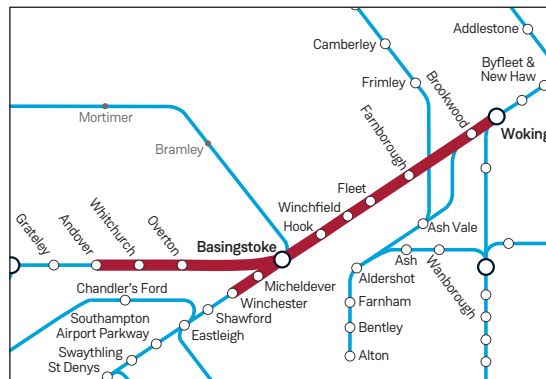 Addlestone
Camberley
Byfleet &
New Haw
Frimley
Brookwood
Mortimer
Woking
Farnborough
Bramley
Fleet
Winchfield
Hook
Ash Vale
Grateley
Andover
Whitchurch
Overton
Basingstoke
Ash
Wanborough
Aldershot
Micheldever
Chandler's Ford
Winchester
Farnham
Shawford
Southampton
Airport Parkway
Eastleigh
Bentley
Swaythling
St Denys
Alton